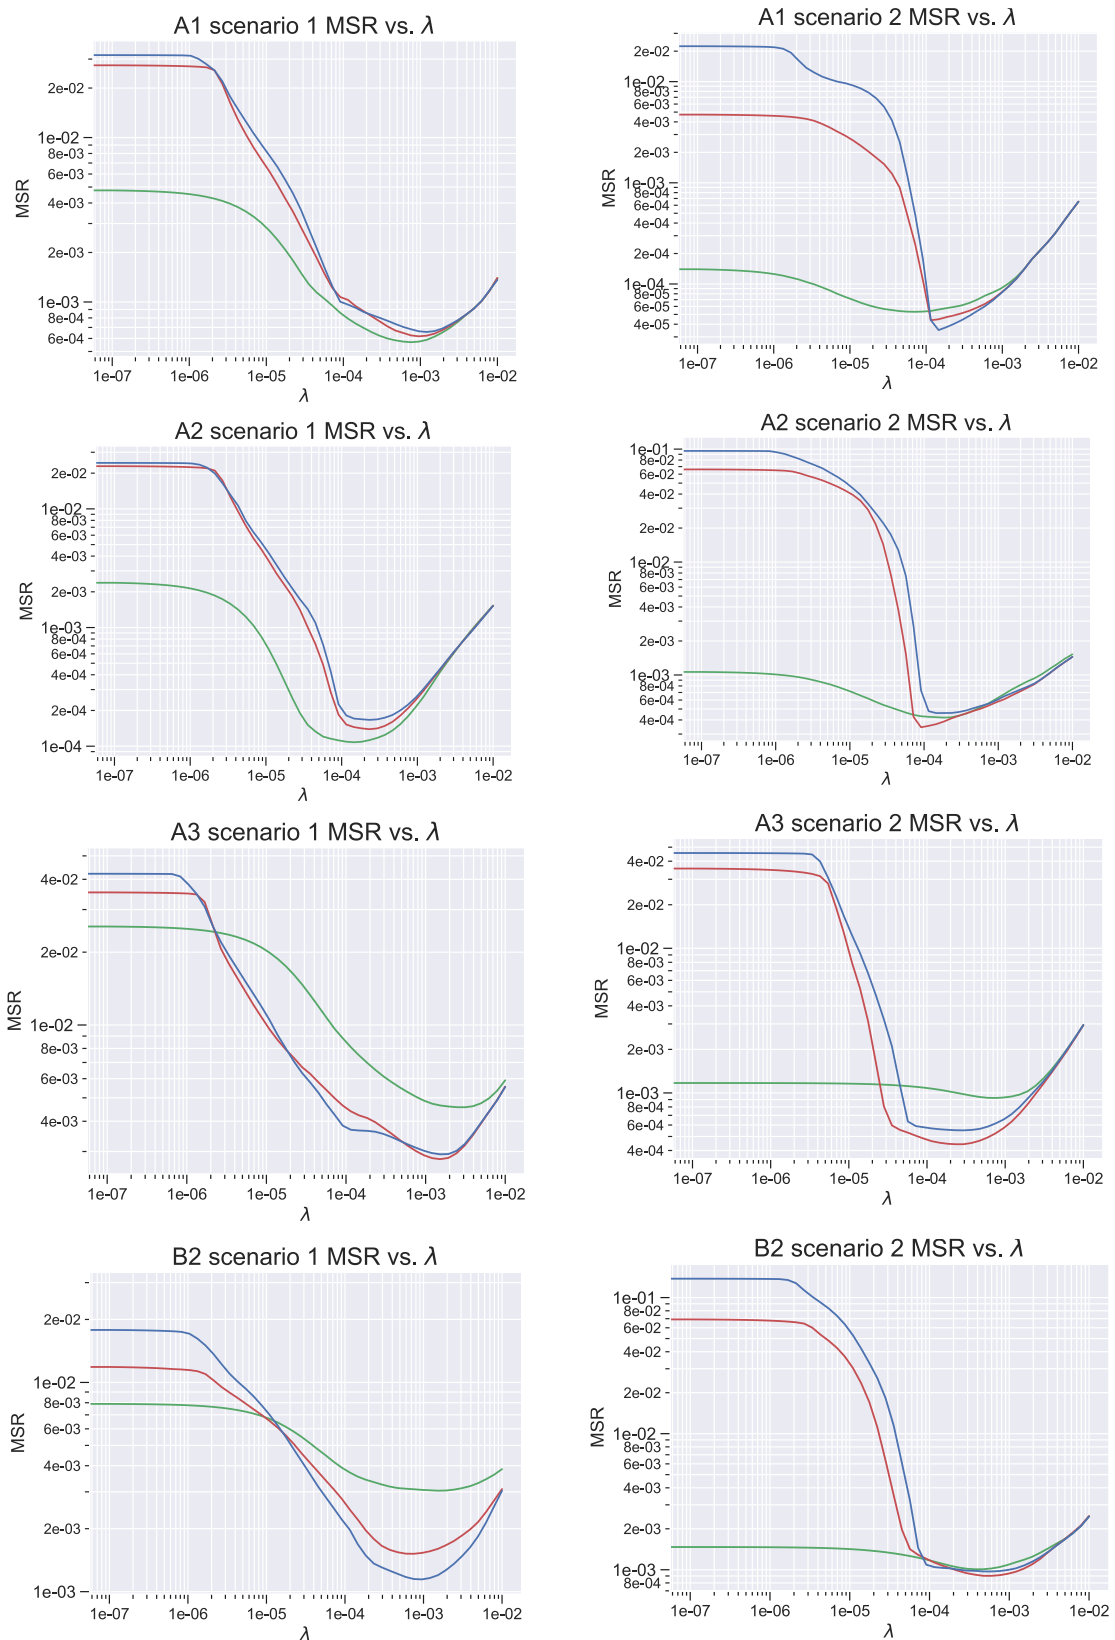 A1 scenario 1 MSR vs. λ
2e-02
1e-02
8e-03
6e-03
4e-03
2e-03
1e-03
8e-04
6e-04
MSR
1e-07 1e-06 1e-05 1e-04 1e-03 1e-02
λ
A1 scenario 2 MSR vs. λ
2e-02
1e-02
8e-03
6e-03
4e-03
2e-03
1e-03
8e-04
6e-04
4e-04
2e-04
1e-04
8e-05
6e-05
4e-05
MSR
1e-07 1e-06 1e-05 1e-04 1e-03 1e-02
λ
A2 scenario 1 MSR vs. λ
2e-02
1e-02
8e-03
6e-03
4e-03
2e-03
1e-03
8e-04
6e-04
4e-04
2e-04
1e-04
MSR
1e-07 1e-06 1e-05 1e-04 1e-03 1e-02
λ
A2 scenario 2 MSR vs. λ
1e-01
8e-02
6e-02
4e-02
2e-02
1e-02
8e-03
6e-03
4e-03
2e-03
1e-03
8e-04
6e-04
4e-04
MSR
1e-07 1e-06 1e-05 1e-04 1e-03 1e-02
λ
A3 scenario 1 MSR vs. λ
4e-02
2e-02
1e-02
8e-03
6e-03
4e-03
MSR
1e-07 1e-06 1e-05 1e-04 1e-03 1e-02
λ
A3 scenario 2 MSR vs. λ
4e-02
2e-02
1e-02
8e-03
6e-03
4e-03
2e-03
1e-03
8e-04
6e-04
4e-04
MSR
1e-07 1e-06 1e-05 1e-04 1e-03 1e-02
λ
B2 scenario 1 MSR vs. λ
2e-02
1e-02
8e-03
6e-03
4e-03
2e-03
1e-03
MSR
1e-07 1e-06 1e-05 1e-04 1e-03 1e-02
λ
B2 scenario 2 MSR vs. λ
1e-01
8e-02
6e-02
4e-02
2e-02
1e-02
8e-03
6e-03
4e-03
2e-03
1e-03
8e-04
MSR
1e-07 1e-06 1e-05 1e-04 1e-03 1e-02
λ